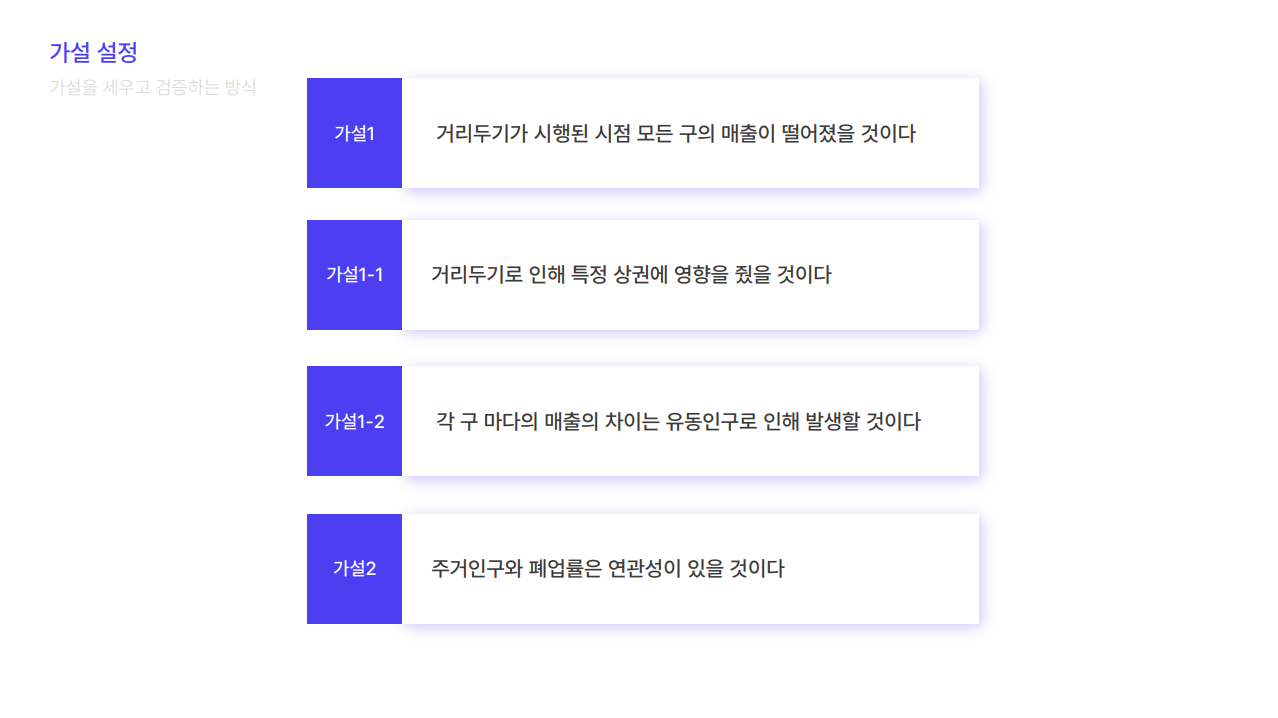 가설 설정
가설을 세우고 검증하는 방식
가설1
거리두기가 시행된 시점 모든 구의 매출이 떨어졌을 것이다
가설1-1
거리두기로 인해 특정 상권에 영향을 줬을 것이다
가설1-2
각 구 마다의 매출의 차이는 유동인구로 인해 발생할 것이다
가설2
주거인구와 폐업률은 연관성이 있을 것이다